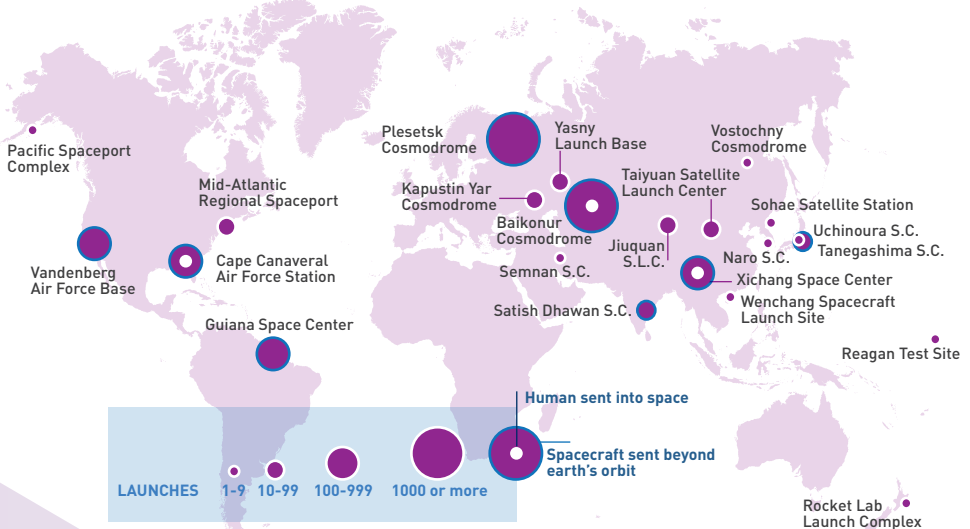 Plesetsk
Cosmodrome
Yasny
Launch Base
Vostochny
Cosmodrome
Pacific Spaceport
Complex
Mid-Atlantic
Regional Spaceport
Kapustin Yar
Cosmodrome
Taiyuan Satellite
Launch Center
Sohae Satellite Station
Baikonur
Cosmodrome
Uchinoura S.C.
Tanegashima S.C.
Jiuquan
S.L.C.
Naro S.C.
Vandenberg
Air Force Base
Cape Canaveral
Air Force Station
Semnan S.C.
Xichang Space Center
Satish Dhawan S.C.
Wenchang Spacecraft
Launch Site
Guiana Space Center
Reagan Test Site
Human sent into space
Spacecraft sent beyond
earth's orbit
LAUNCHES 1-9 10-99 100-999 1000 or more
Rocket Lab
Launch Complex